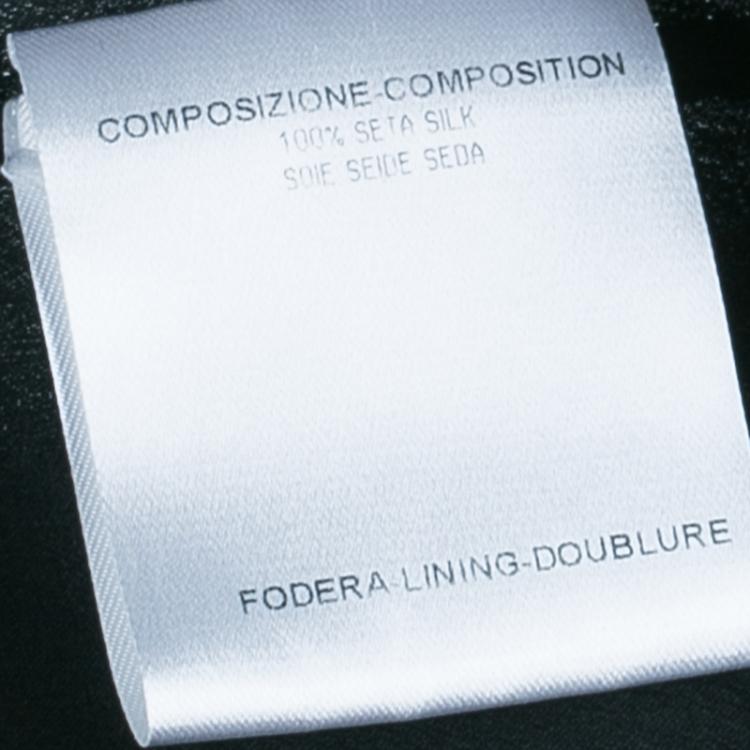 COMPOSIZIONE-COMPOSITION
100% SETA SILK
SOIE SEIDE SEDA
FODERA-LINING-DOUBLURE